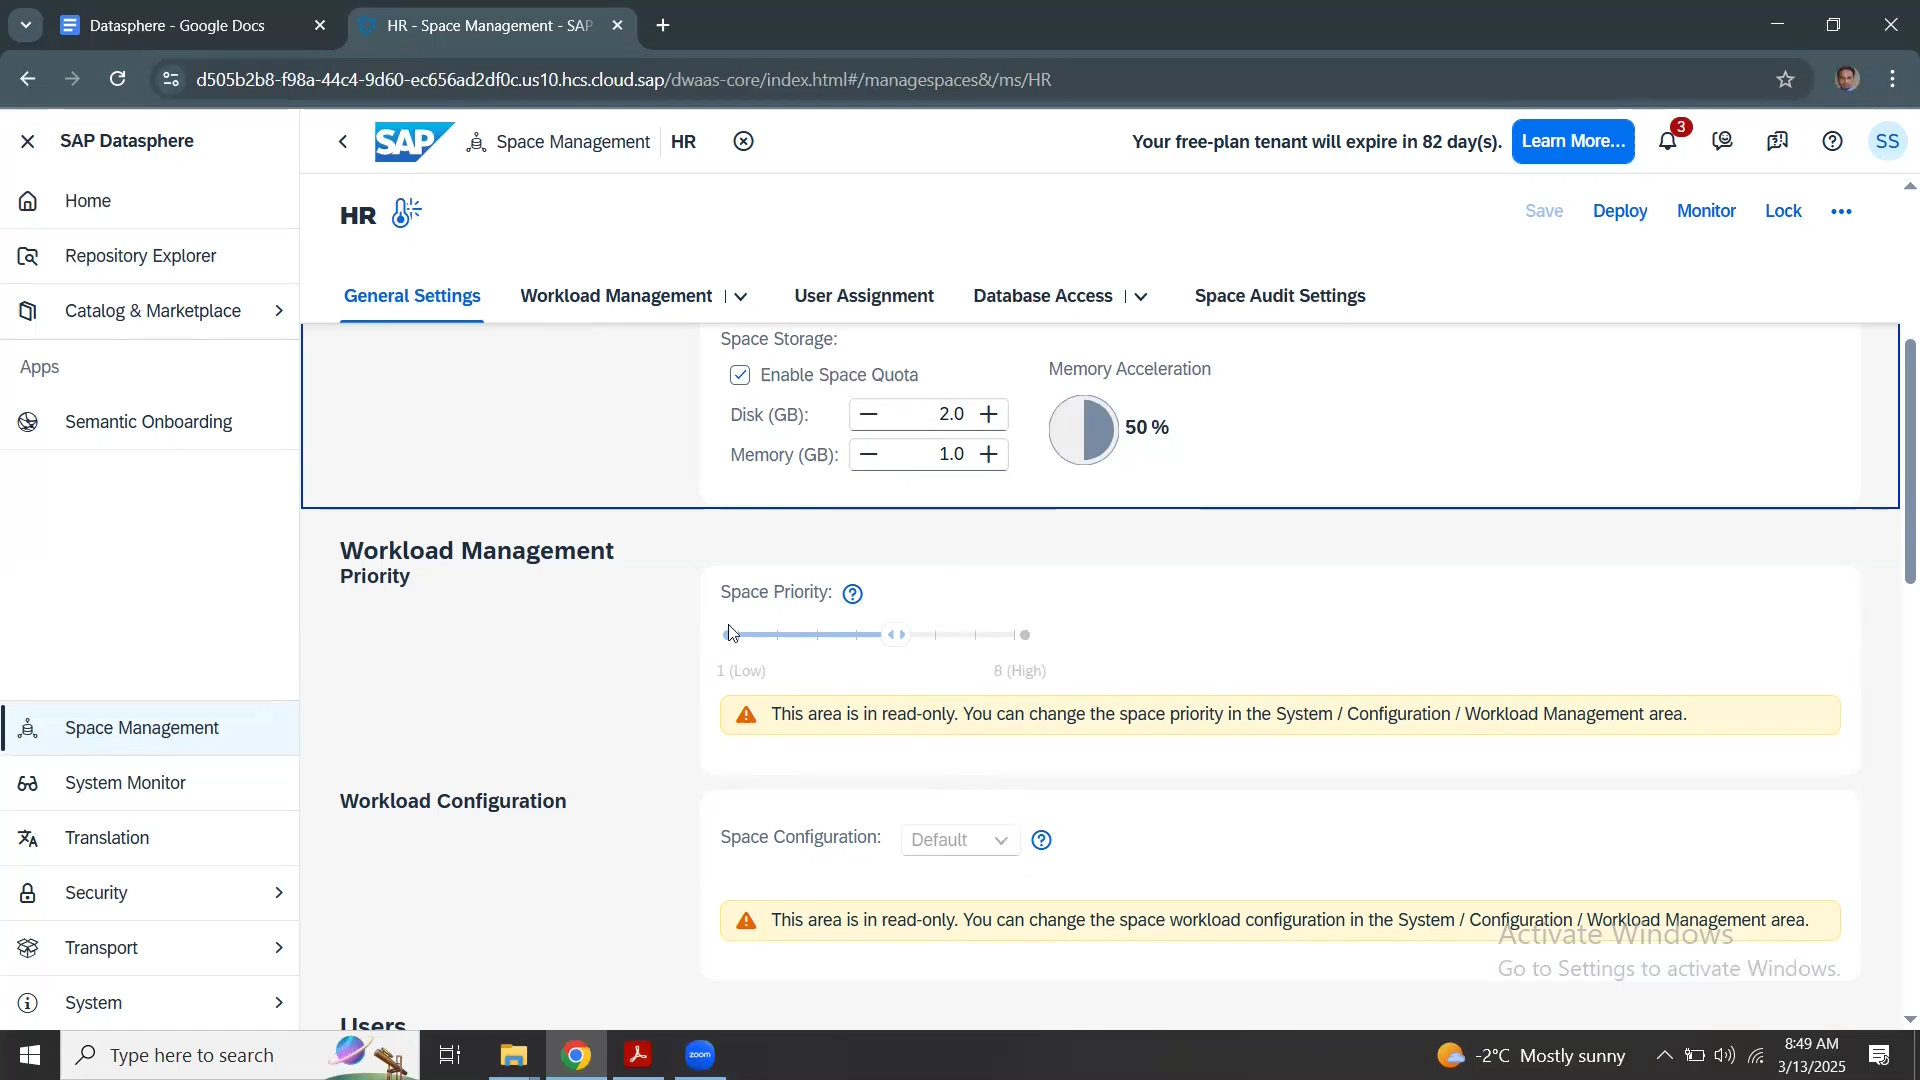 Datasphere - Google Docs
HR - Space Management - SAP
d505b2b8-f98a-44c4-9d60-ec656ad2df0c.us10.hcs.cloud.sap/dwaas-core/index.html#/managespaces&/ms/HR
SAP Datasphere
SAP
Space Management
HR
Your free-plan tenant will expire in 82 day(s).
Learn More...
3
SS
Home
Repository Explorer
Catalog & Marketplace
Apps
Semantic Onboarding
Space Management
System Monitor
Translation
Security
Transport
System
HR
Save
Deploy
Monitor
Lock
General Settings
Workload Management
User Assignment
Database Access
Space Audit Settings
Space Storage:
Enable Space Quota
Memory Acceleration
Disk (GB):
2.0
50 %
Memory (GB):
1.0
Workload Management
Priority
Space Priority:
1 (Low)
8 (High)
This area is in read-only. You can change the space priority in the System / Configuration / Workload Management area.
Workload Configuration
Space Configuration:
Default
This area is in read-only. You can change the space workload configuration in the System / Configuration / Workload Management area.
Activate Windows
Go to Settings to activate Windows.
Users
Type here to search
zoom
-2°C Mostly sunny
8:49 AM
3/13/2025